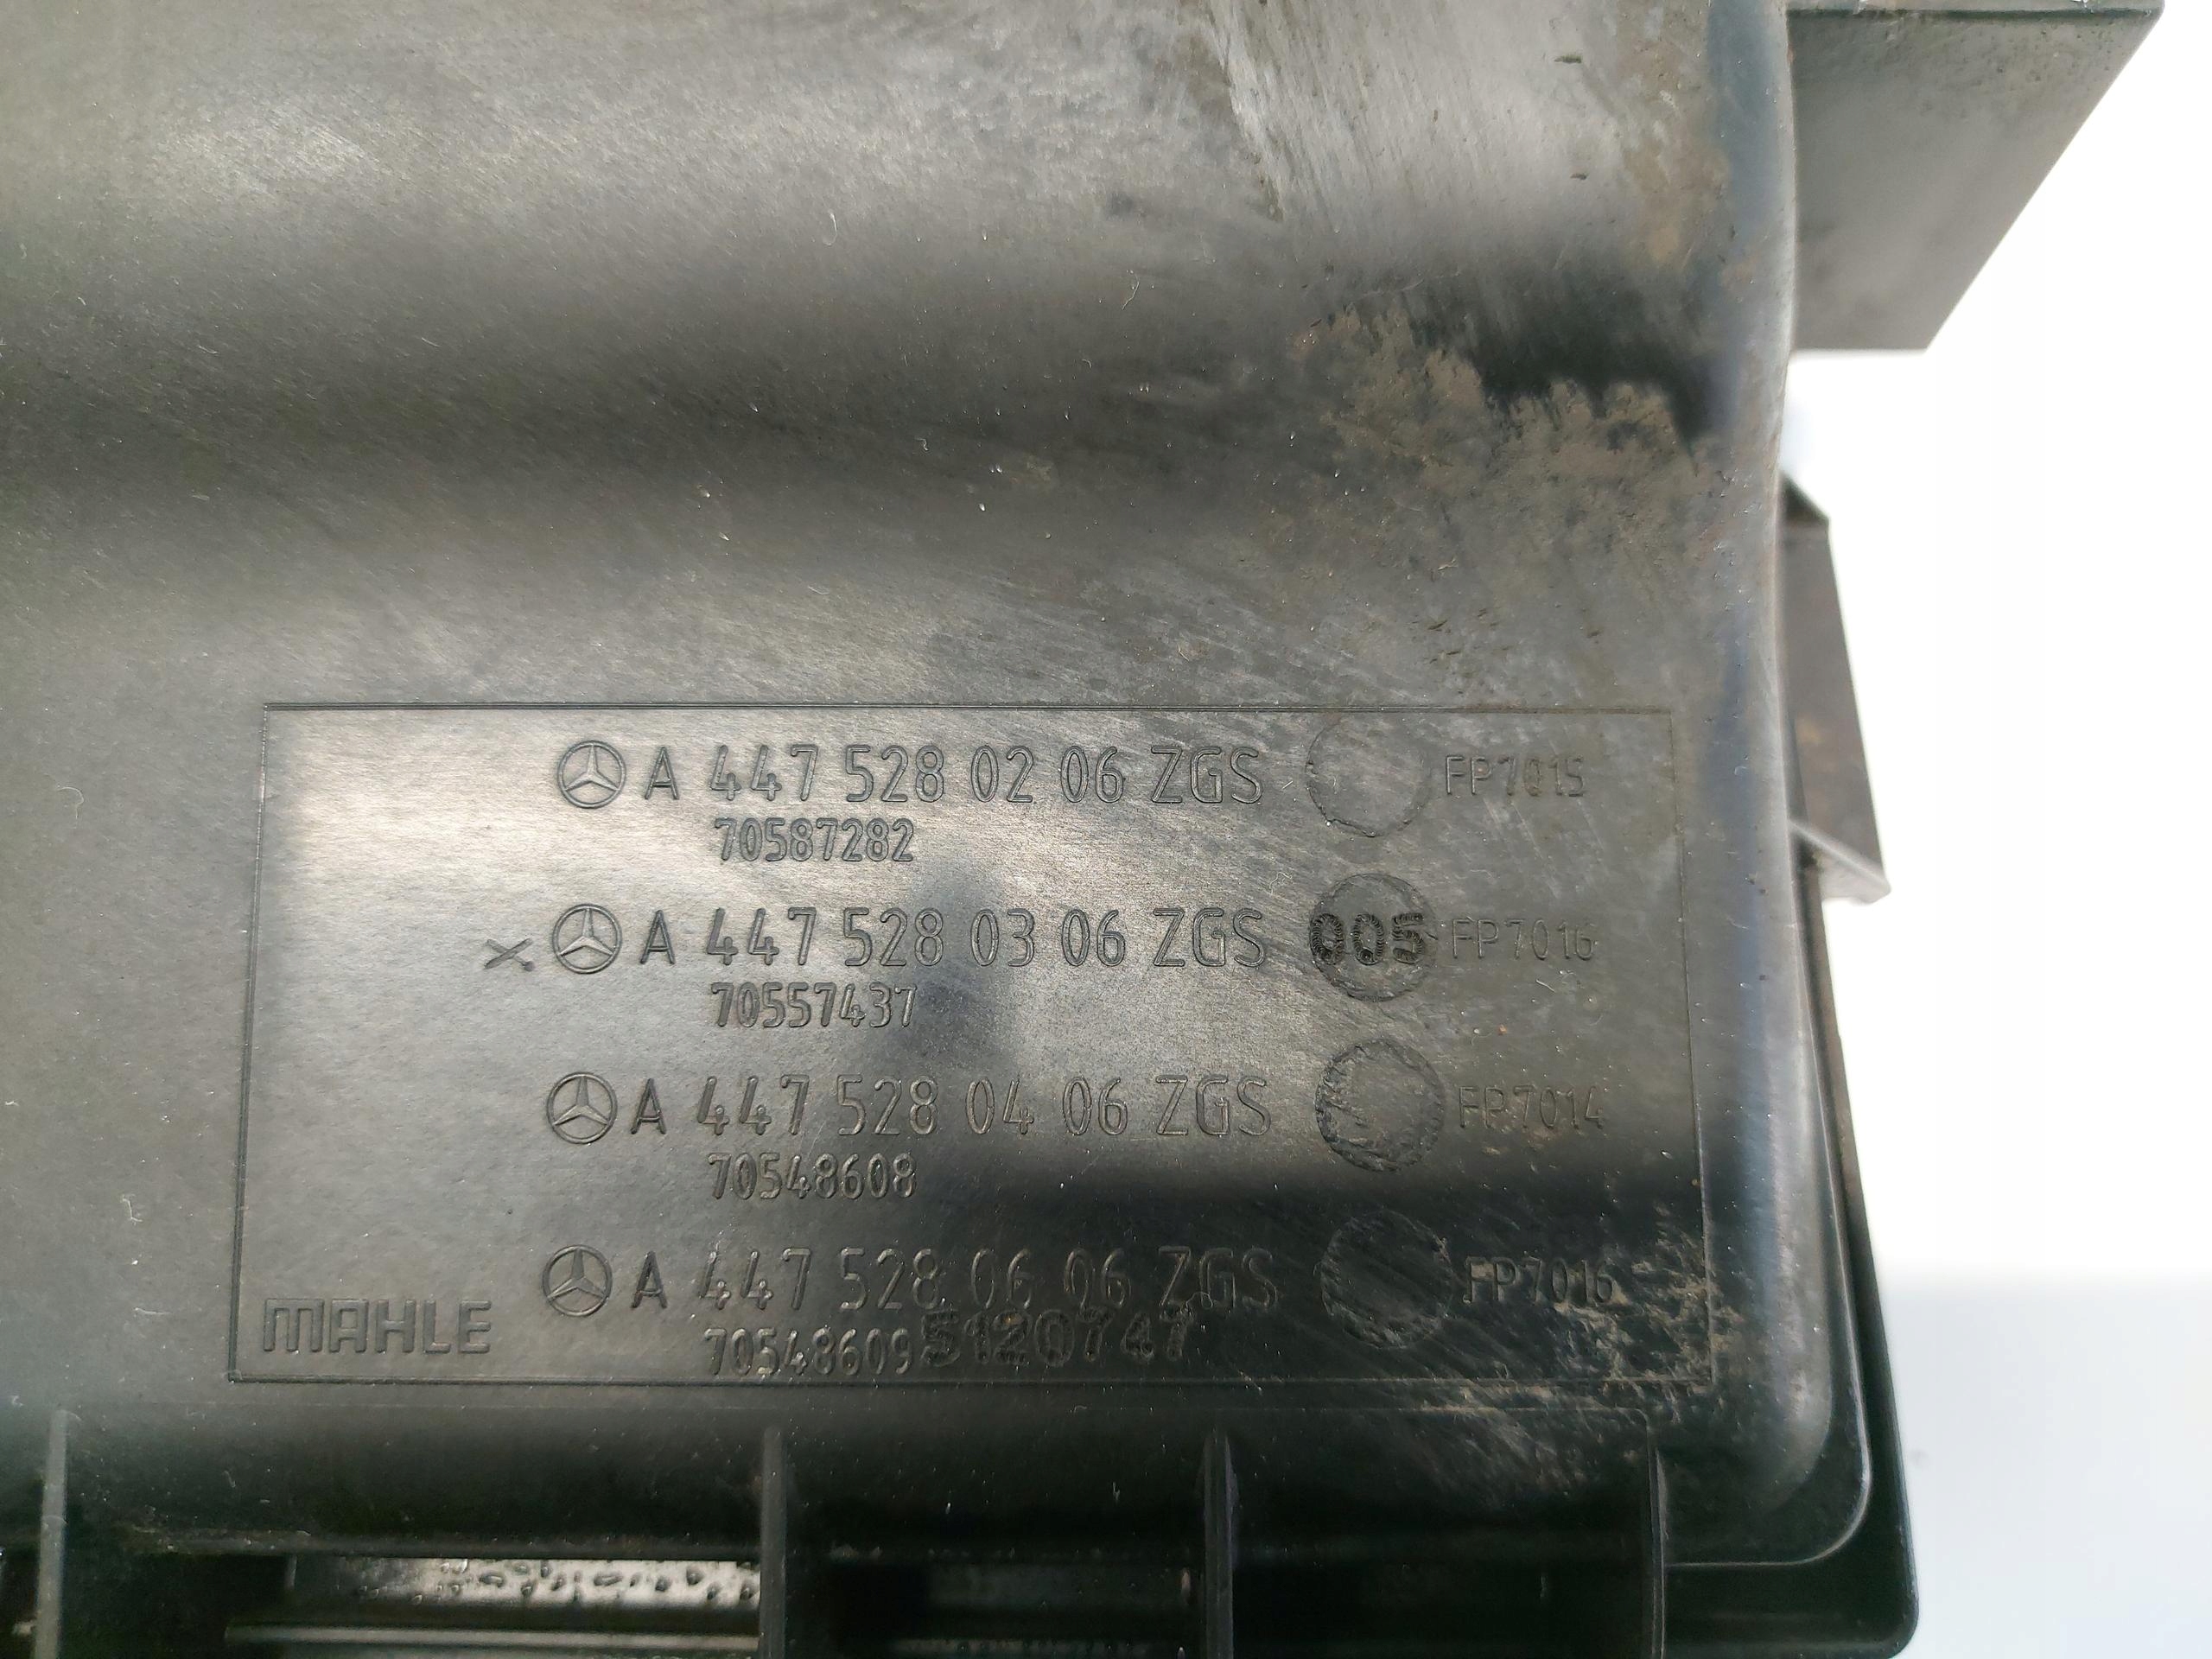 A 447 528 02 06 ZGS FP7015
70587282
X A 447 528 03 06 ZGS 005 FP7016
70557437
A 447 528 04 06 ZGS FP7014
70548608
A 447 528 06 06 ZGS FP7016
MAHLE 70548609 5120747